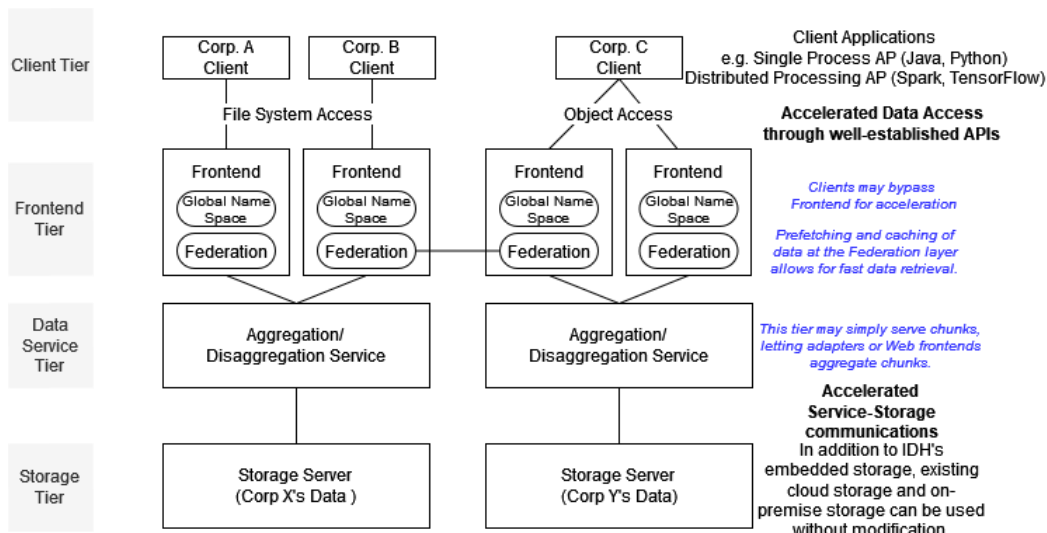 Client Tier
Corp. A
Client
Corp. B
Client
Corp. C
Client
Client Applications
e.g. Single Process AP (Java, Python)
Distributed Processing AP (Spark, TensorFlow)
File System Access
Object Access
Accelerated Data Access
through well-established APIs
Frontend
Tier
Frontend
Global Name
Space
Federation
Frontend
Global Name
Space
Federation
Frontend
Global Name
Space
Federation
Frontend
Global Name
Space
Federation
Clients may bypass
Frontend for acceleration
Prefetching and caching of
data at the Federation layer
allows for fast data retrieval.
Data
Service
Tier
Aggregation/
Disaggregation Service
Aggregation/
Disaggregation Service
This tier may simply serve chunks,
letting adapters or Web frontends
aggregate chunks.
Accelerated
Service-Storage
communications
In addition to IDH's
embedded storage, existing
cloud storage and on-
premise storage can be used
without modification
Storage
Tier
Storage Server
(Corp X's Data )
Storage Server
(Corp Y's Data)